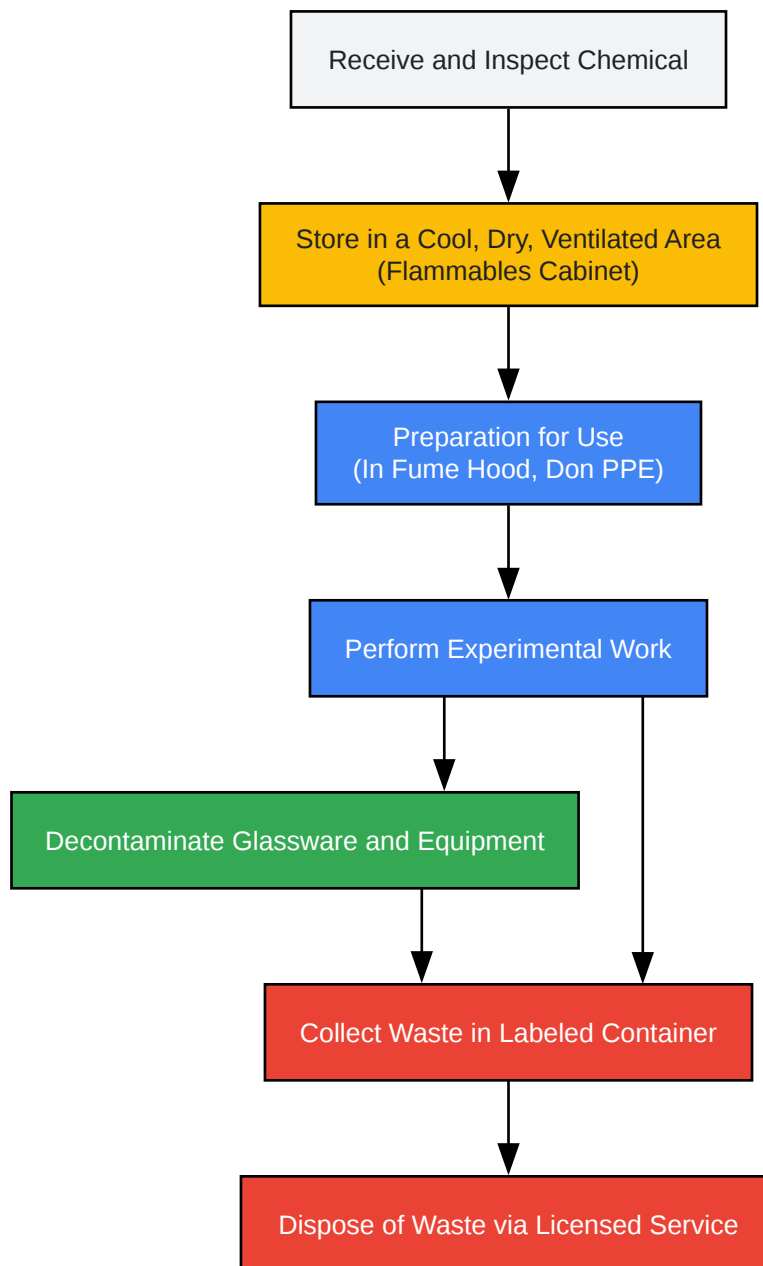 Receive and Inspect Chemical
Store in a Cool, Dry, Ventilated Area
(Flammables Cabinet)
Preparation for Use
(In Fume Hood, Don PPE)
Perform Experimental Work
Decontaminate Glassware and Equipment
Collect Waste in Labeled Container
Dispose of Waste via Licensed Service